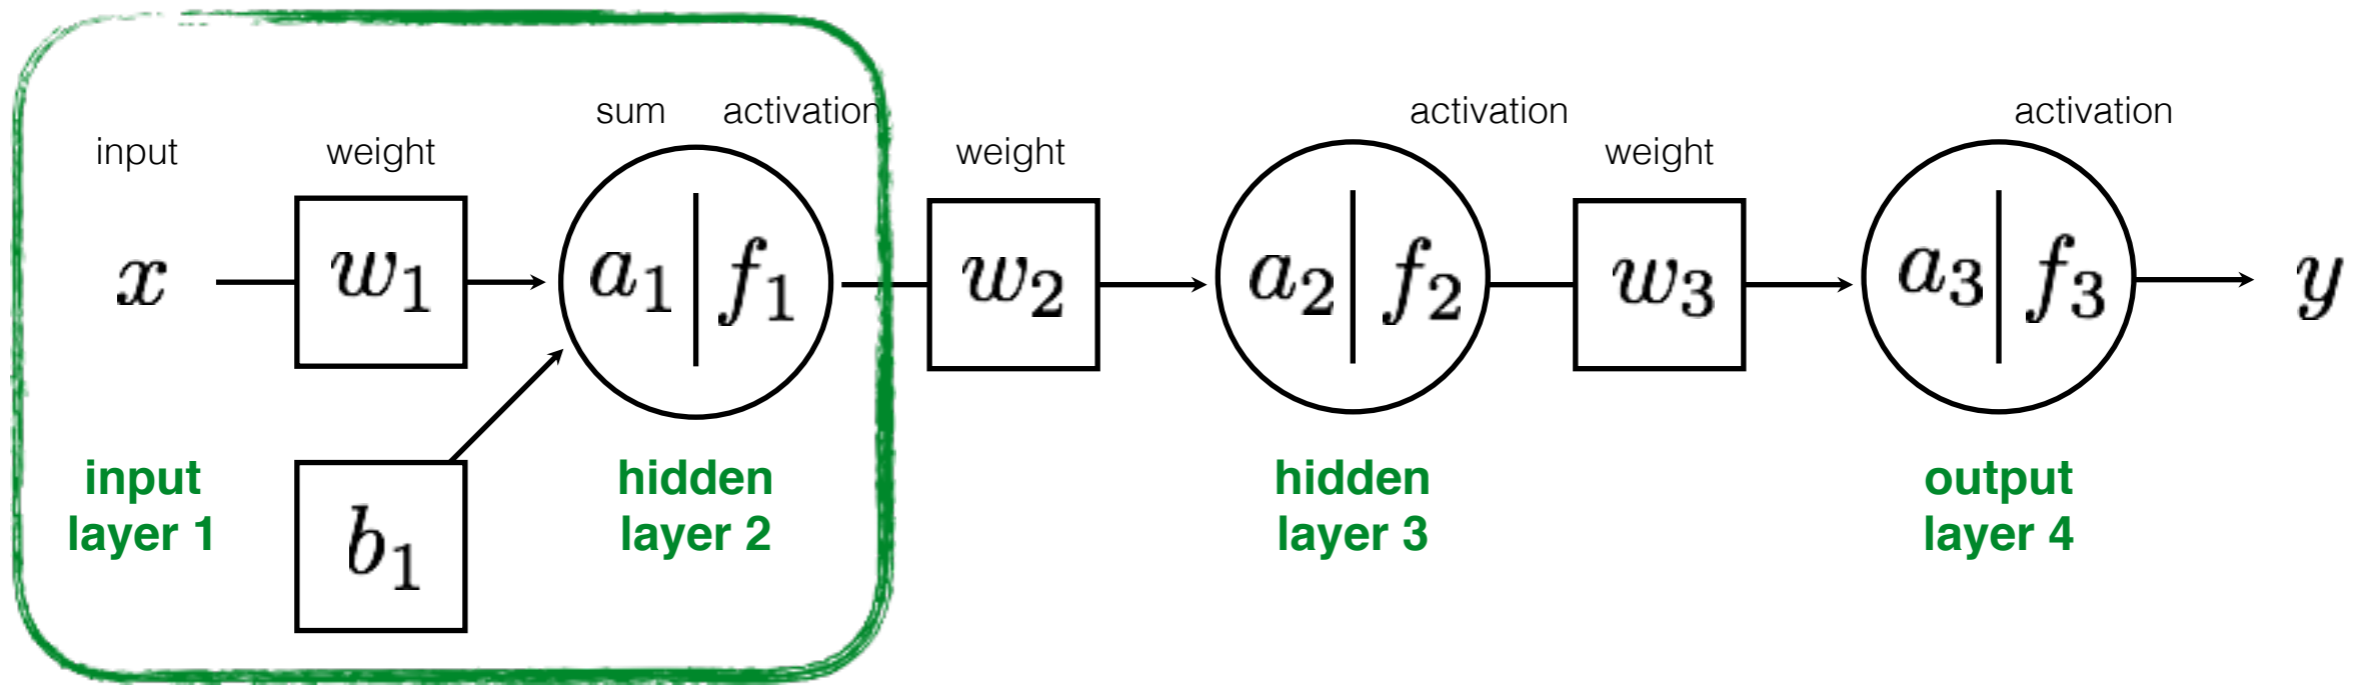 sum activation activation activation
input weight weight weight
x w₁ a₁ | f₁ w₂ a₂ | f₂ w₃ a₃ | f₃ y
input hidden hidden output
layer 1 layer 2 layer 3 layer 4
b₁